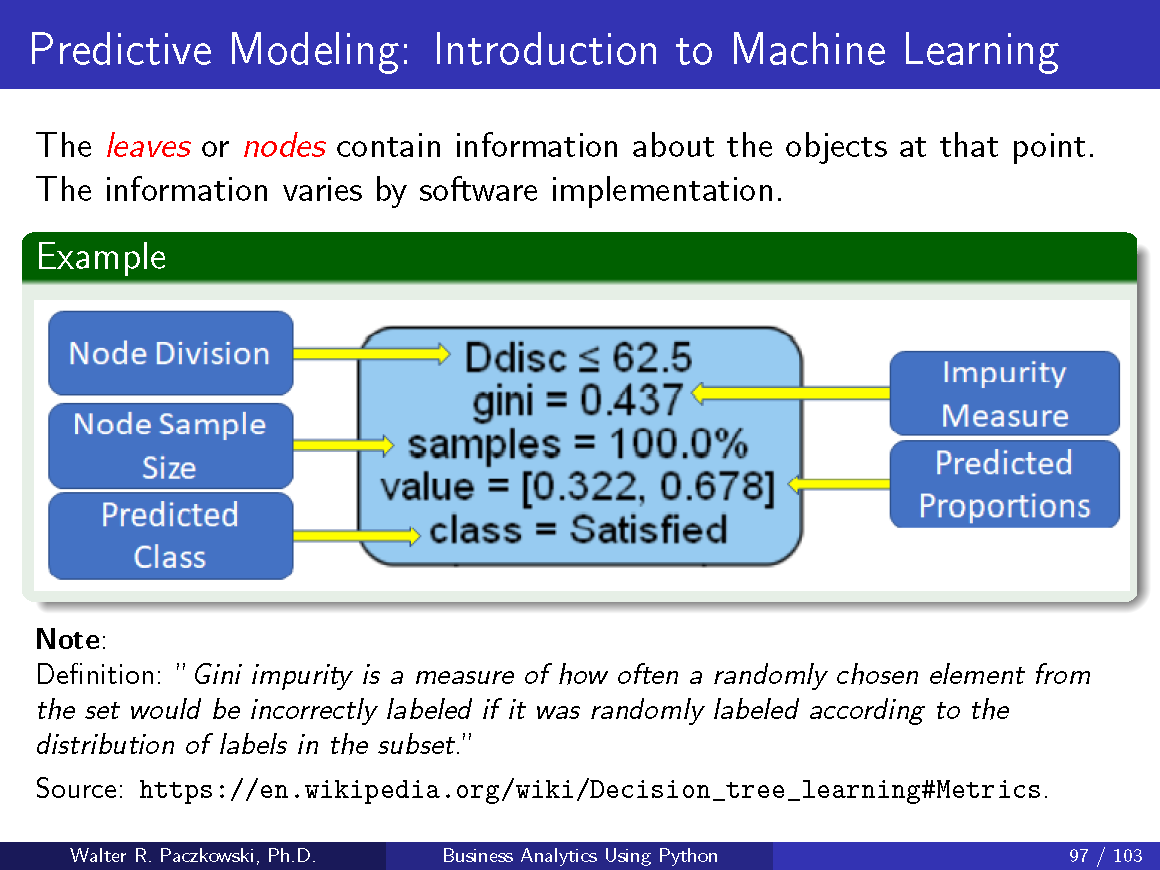 Predictive Modeling: Introduction to Machine Learning
The leaves or nodes contain information about the objects at that point.
The information varies by software implementation.
Example
Node Division
Node Sample
Size
Predicted
Class
Ddisc ≤ 62.5
gini = 0.437
samples = 100.0%
value = [0.322, 0.678]
class = Satisfied
Impurity
Measure
Predicted
Proportions
Note:
Definition: "Gini impurity is a measure of how often a randomly chosen element from
the set would be incorrectly labeled if it was randomly labeled according to the
distribution of labels in the subset."
Source: https://en.wikipedia.org/wiki/Decision_tree_learning#Metrics.
Walter R. Paczkowski, Ph.D.
Business Analytics Using Python
97 / 103